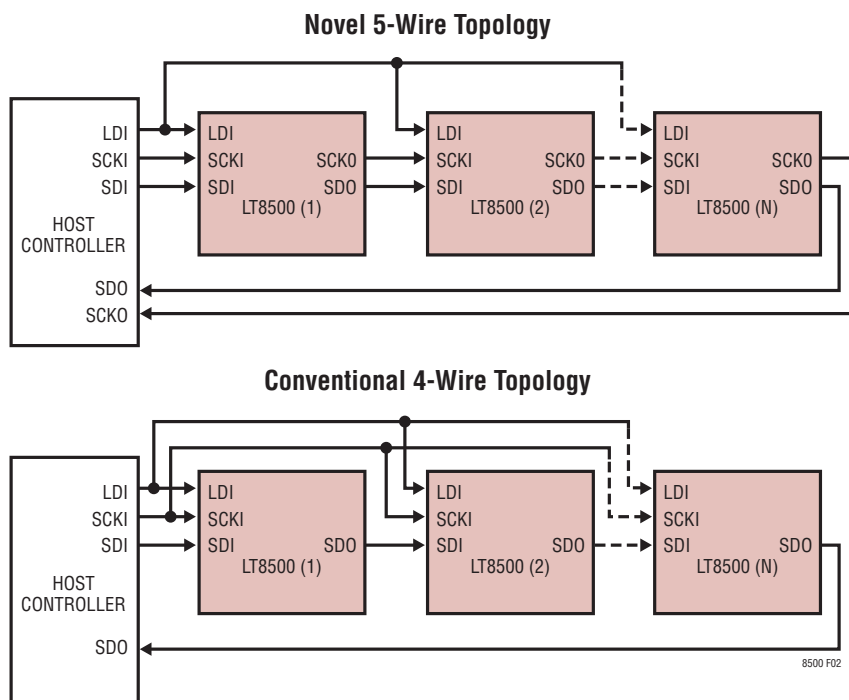 Novel 5-Wire Topology
LDI
SCKI
SDI
HOST
CONTROLLER
SDO
SCKO
LDI
SCKI SCK0
SDI SDO
LT8500 (1)
LDI
SCKI SCK0
SDI SDO
LT8500 (2)
LDI
SCKI SCK0
SDI SDO
LT8500 (N)
Conventional 4-Wire Topology
LDI
SCKI
SDI
HOST
CONTROLLER
SDO
LDI
SCKI
SDI SDO
LT8500 (1)
LDI
SCKI
SDI SDO
LT8500 (2)
LDI
SCKI
SDI SDO
LT8500 (N)
8500 F02